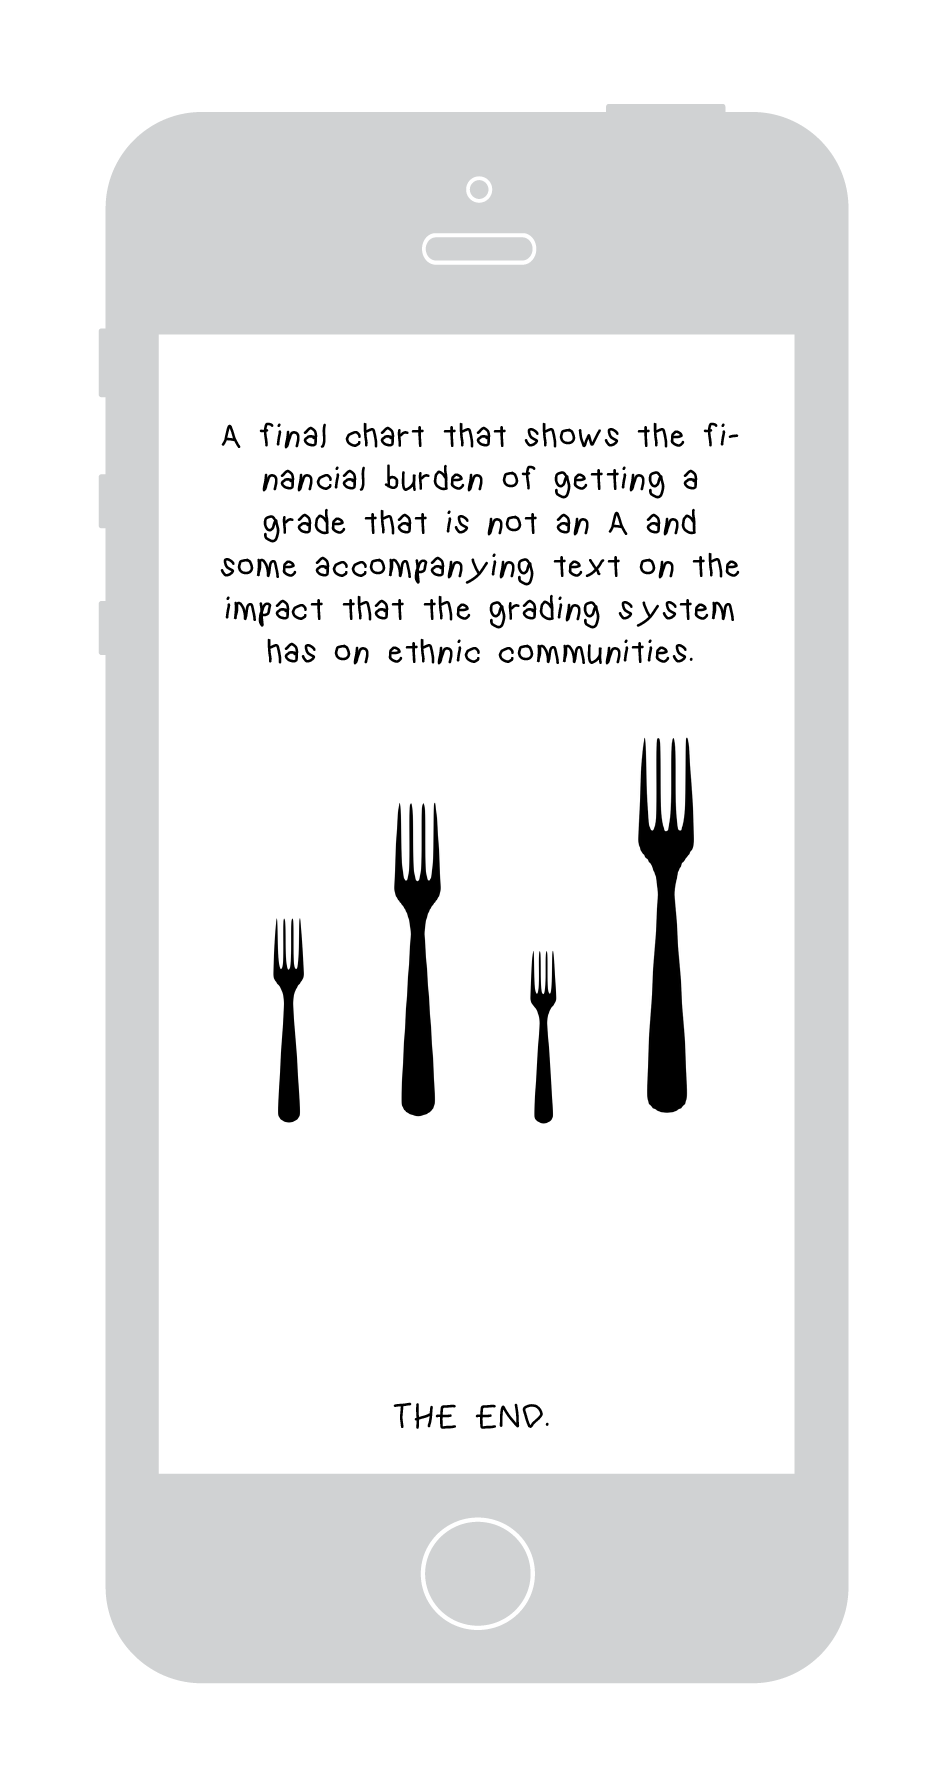 A final chart that shows the fi-
nancial burden of getting a
grade that is not an A and
some accompanying text on the
impact that the grading system
has on ethnic communities.
THE END.